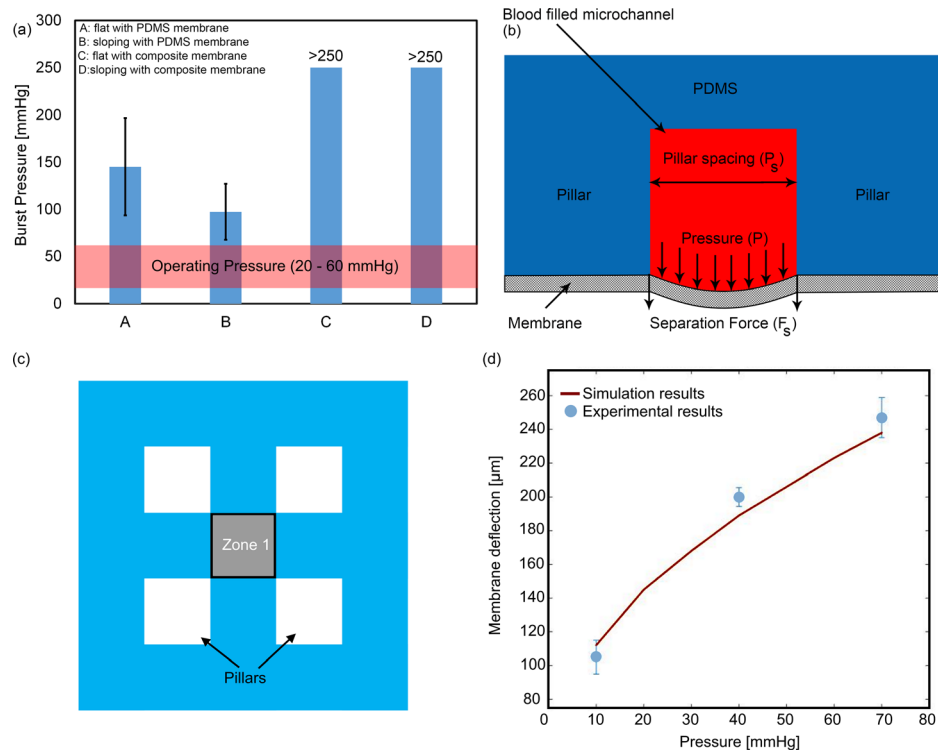 (a)
300
250
200
150
100
50
0
Burst Pressure [mmHg]
A: flat with PDMS membrane
B: sloping with PDMS membrane
C: flat with composite membrane
D:sloping with composite membrane
>250
>250
Operating Pressure (20 - 60 mmHg)
A
B
C
D
Blood filled microchannel
(b)
PDMS
Pillar spacing (Ps)
Pillar
Pillar
Pressure (P)
Membrane
Separation Force (Fs)
(c)
Zone 1
Pillars
(d)
260
240
220
200
180
160
140
120
100
80
Membrane deflection [µm]
Simulation results
Experimental results
0
10
20
30
40
50
60
70
80
Pressure [mmHg]